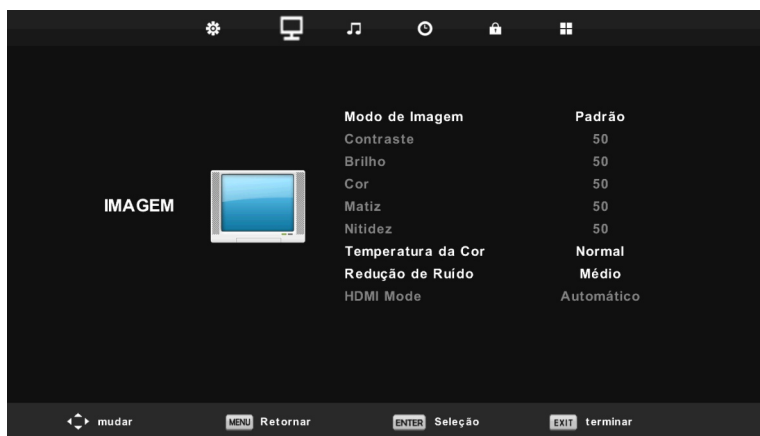 Modo de Imagem Padrão
Contraste 50
Brilho 50
Cor 50
IMAGEM
Matiz 50
Nitidez 50
Temperatura da Cor Normal
Redução de Ruído Médio
HDMI Mode Automático
mudar MENU Retornar ENTER Seleção EXIT terminar